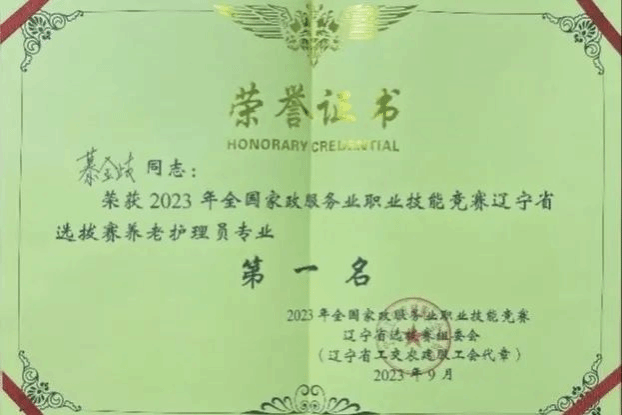 荣誉证书
HONORARY CREDENTIAL
同志：
荣获2023年全国家政服务业职业技能竞赛辽宁省
选拔赛养老护理员专业
第一名
2023年全国家政服务业职业技能竞赛
辽宁省选拔赛组委会
（辽宁省工交农建服工会代章）
2023年9月